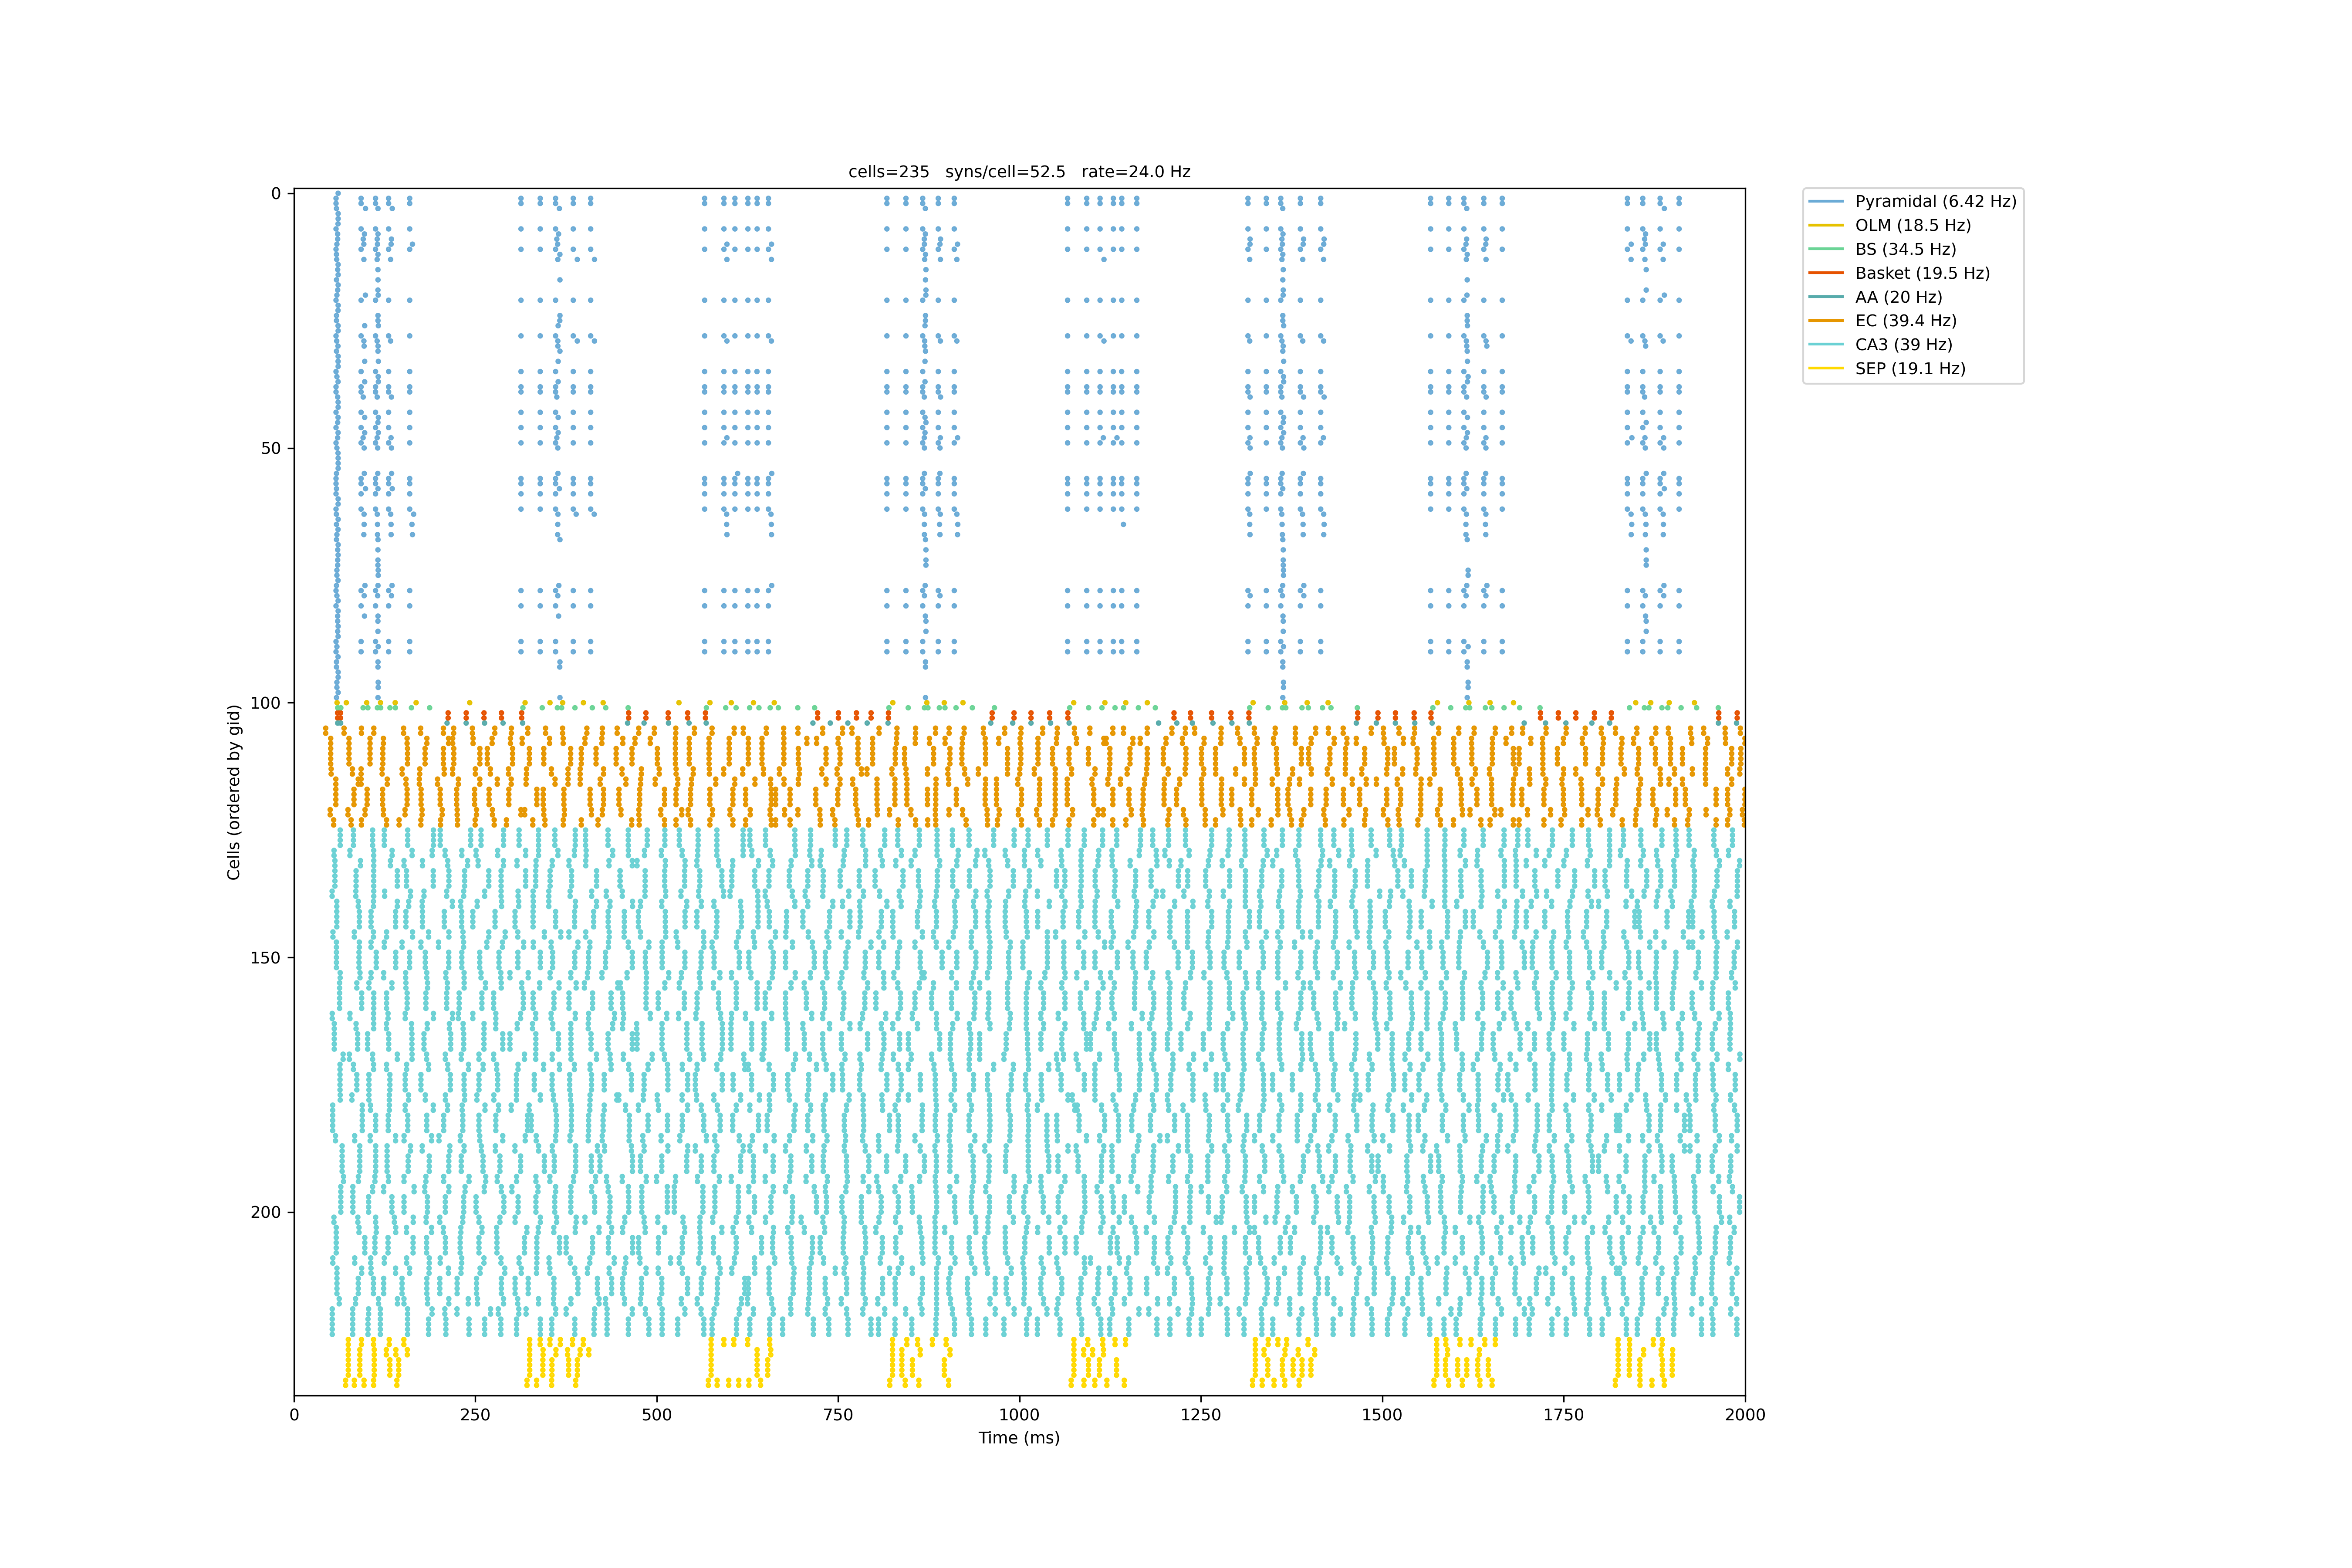 cells=235   syns/cell=52.5   rate=24.0 Hz
Pyramidal (6.42 Hz)
OLM (18.5 Hz)
BS (34.5 Hz)
Basket (19.5 Hz)
AA (20 Hz)
EC (39.4 Hz)
CA3 (39 Hz)
SEP (19.1 Hz)
Cells (ordered by gid)
0
50
100
150
200
0 250 500 750 1000 1250 1500 1750 2000
Time (ms)